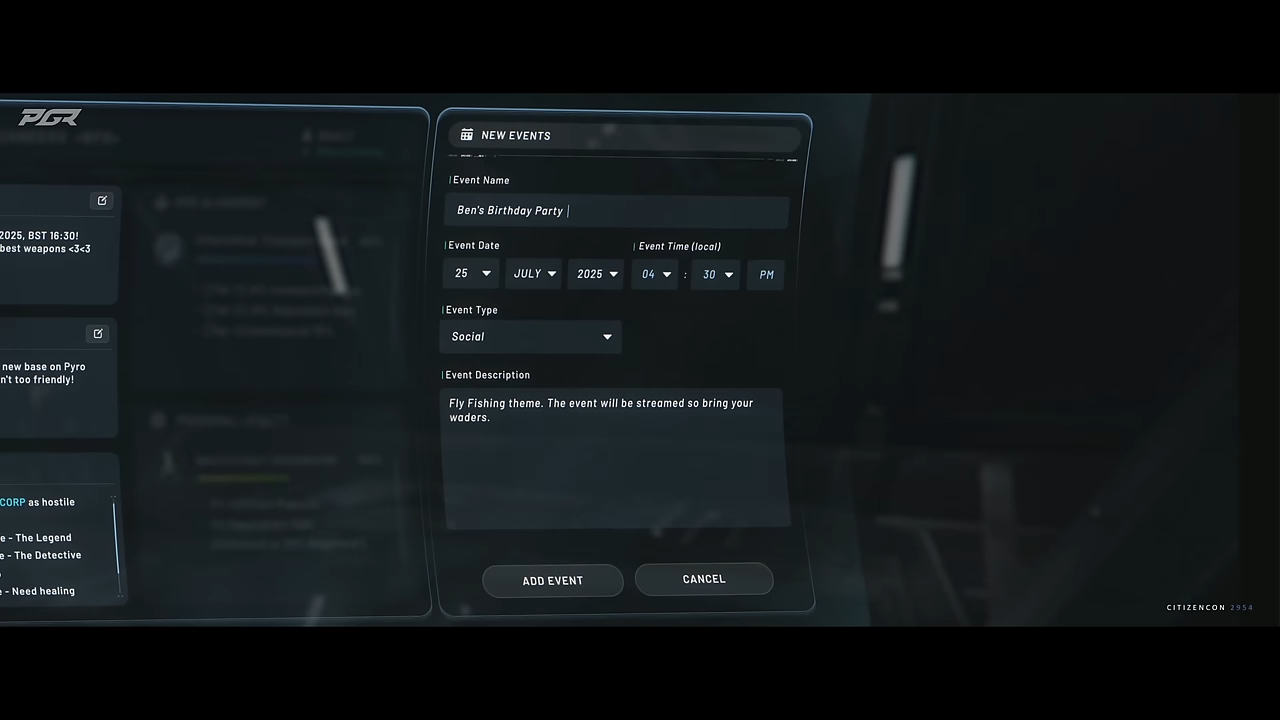 PGR
NEW EVENTS
Event Name
Ben's Birthday Party
Event Date
Event Time (local)
25 JULY 2025 04 : 30 PM
Event Type
Social
Event Description
Fly Fishing theme. The event will be streamed so bring your
waders.
ADD EVENT
CANCEL
2025, BST 16:30!
best weapons <3<3
new base on Pyro
n't too friendly!
CORP as hostile
e - The Legend
e - The Detective
e - Need healing
CITIZENCON 2954